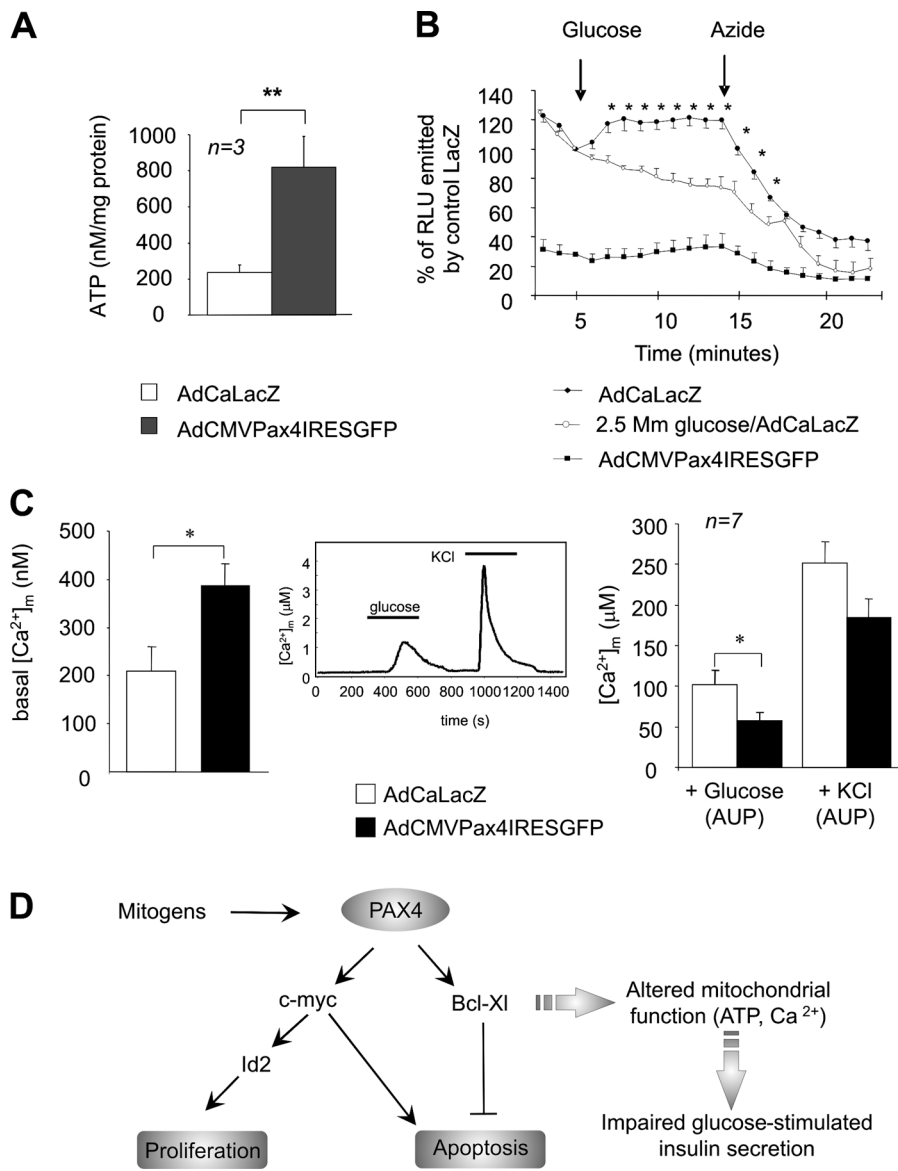 A
**
n=3
ATP (nM/mg protein)
1000
800
600
400
200
0
AdCaLacZ
AdCMVPax4IRESGFP
B
Glucose
Azide
% of RLU emitted
by control LacZ
140
120
100
80
60
40
20
0
* * * * * * * *
*
*
*
5
10
15
20
Time (minutes)
AdCaLacZ
2.5 Mm glucose/AdCaLacZ
AdCMVPax4IRESGFP
C
basal [Ca²⁺]m (nM)
500
400
300
200
100
0
*
[Ca²⁺]m (μM)
4
3
2
1
0
glucose
KCl
0 200 400 600 800 1000 1200 1400
time (s)
n=7
[Ca²⁺]m (μM)
300
250
200
150
100
50
0
*
+ Glucose
(AUP)
+ KCl
(AUP)
AdCaLacZ
AdCMVPax4IRESGFP
D
Mitogens
PAX4
c-myc
Bcl-Xl
Altered mitochondrial
function (ATP, Ca ²⁺)
Id2
Proliferation
Apoptosis
Impaired glucose-stimulated
insulin secretion